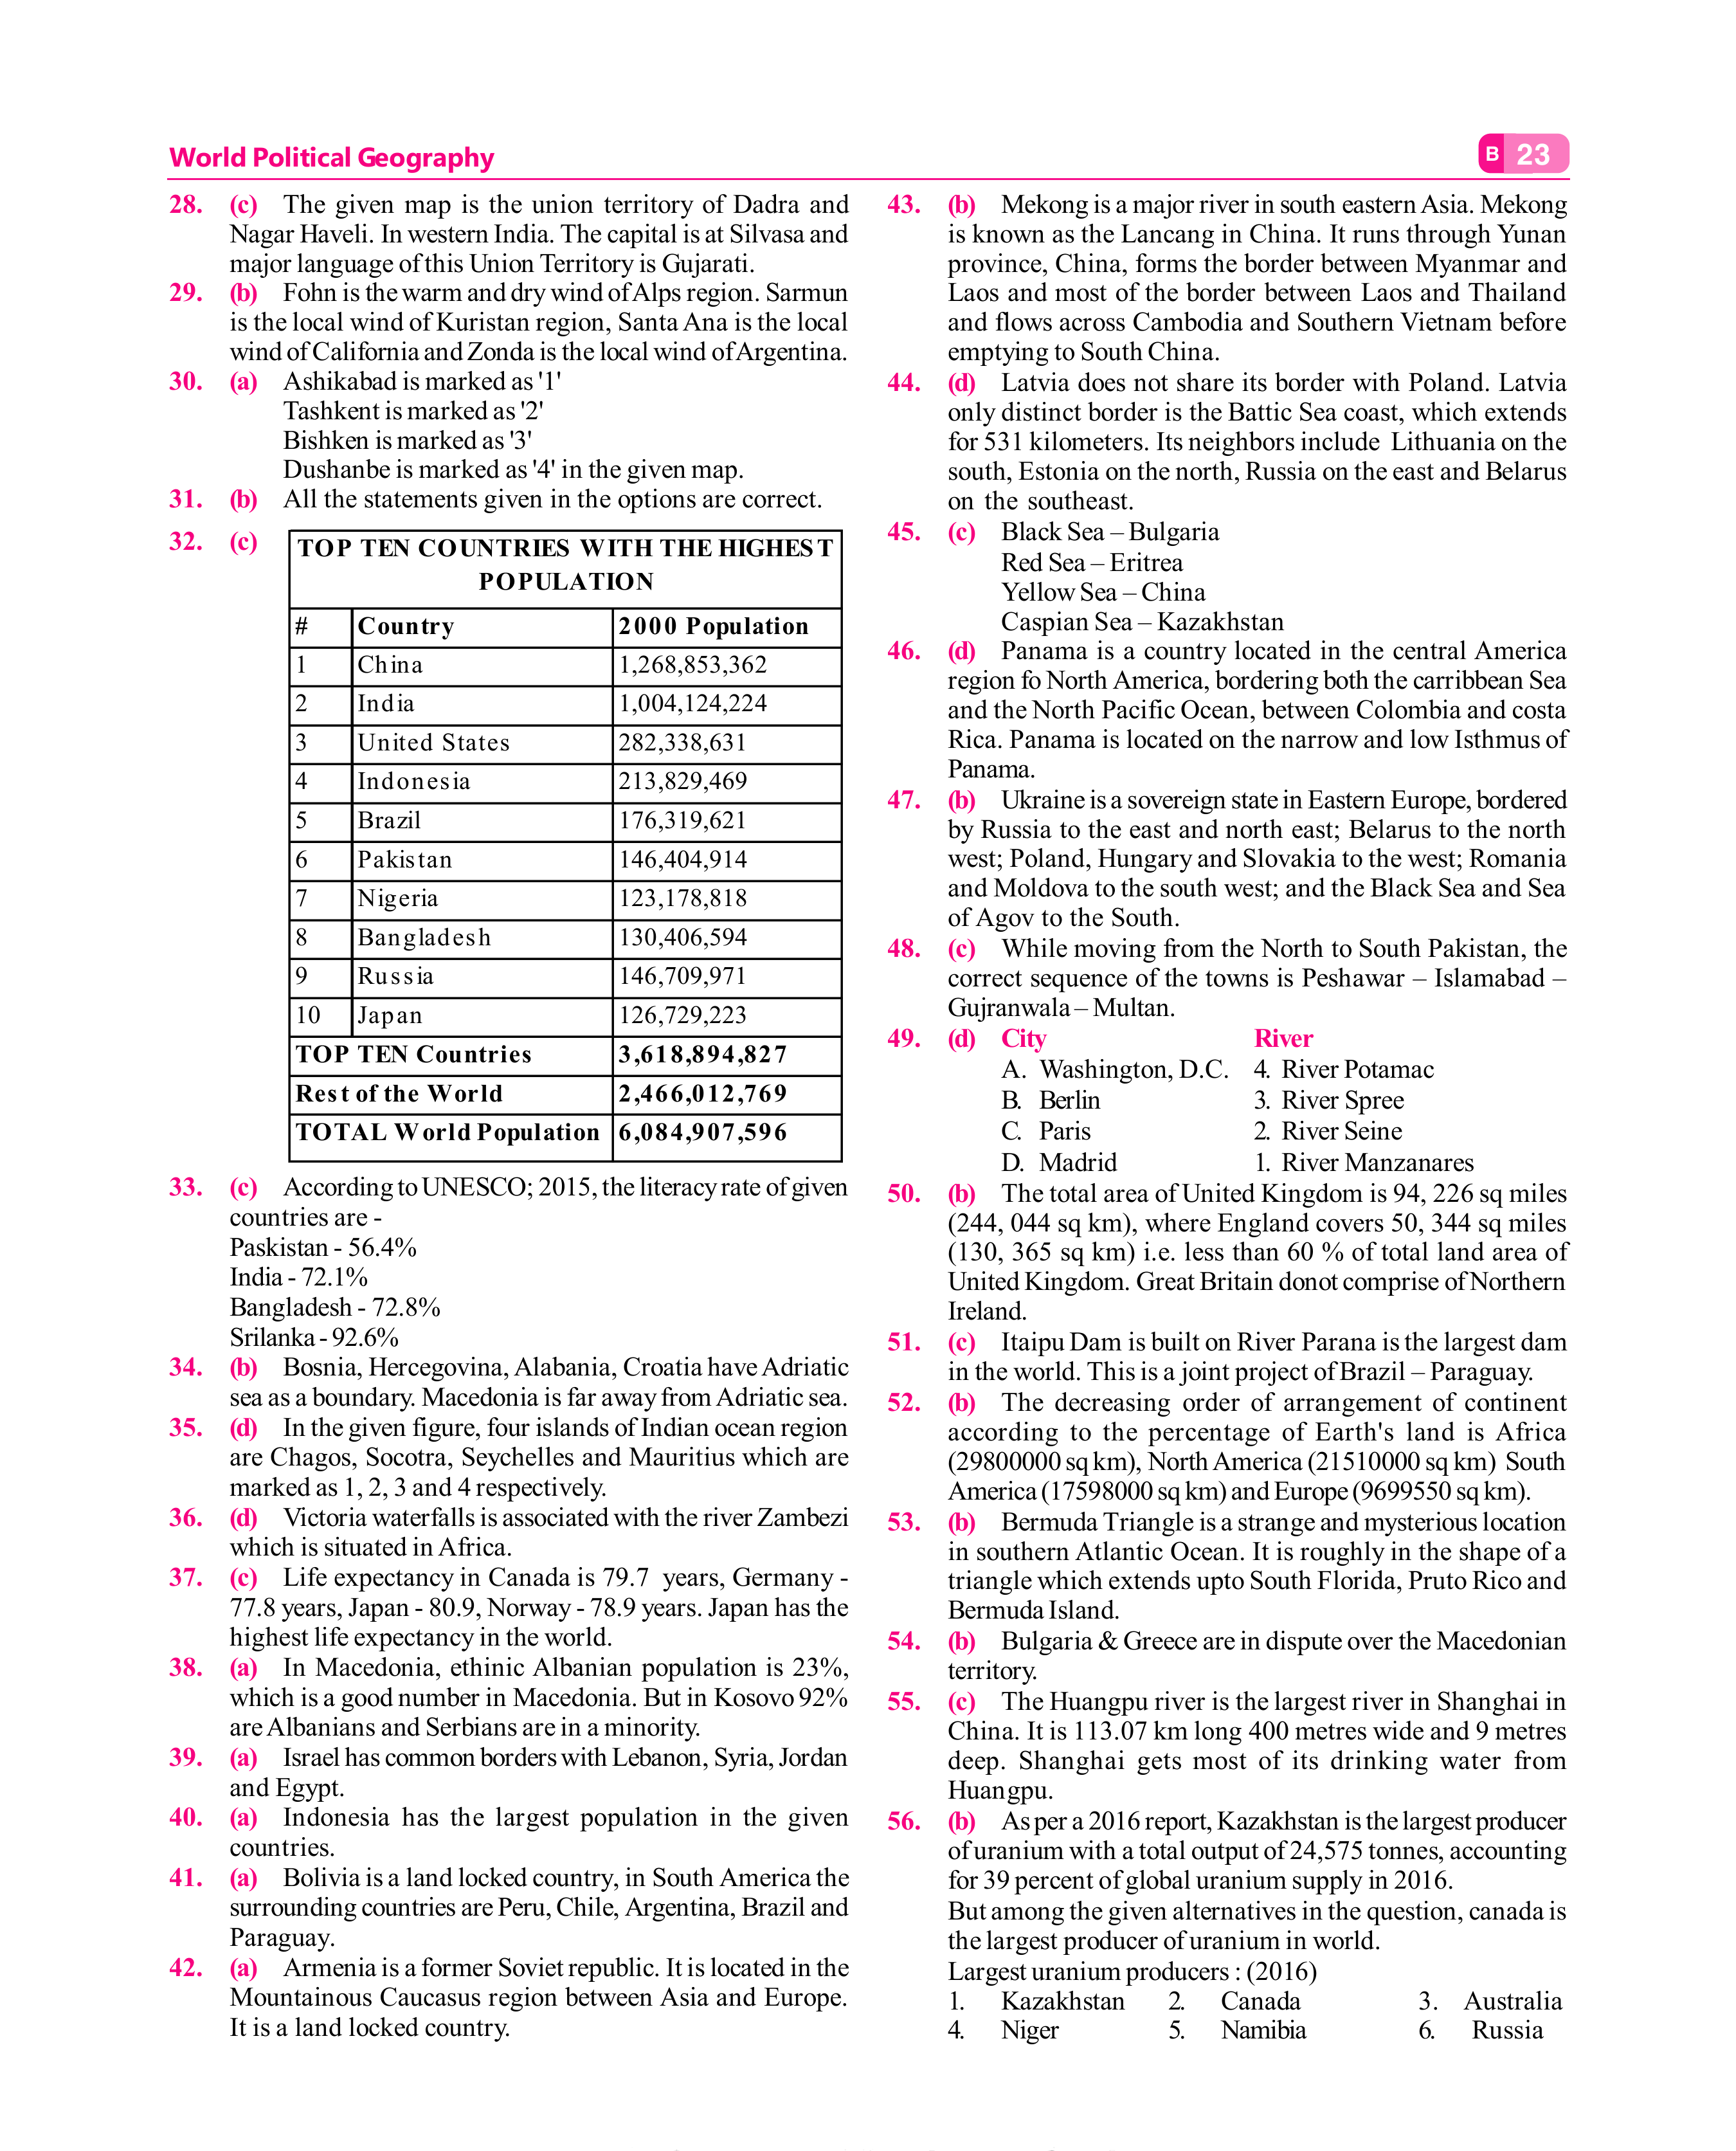 World Political Geography
B 23
28. (c) The given map is the union territory of Dadra and
Nagar Haveli. In western India. The capital is at Silvasa and
major language of this Union Territory is Gujarati.
29. (b) Fohn is the warm and dry wind of Alps region. Sarmun
is the local wind of Kuristan region, Santa Ana is the local
wind of California and Zonda is the local wind of Argentina.
30. (a) Ashikabad is marked as '1'
Tashkent is marked as '2'
Bishken is marked as '3'
Dushanbe is marked as '4' in the given map.
31. (b) All the statements given in the options are correct.
32. (c)
TOP TEN COUNTRIES WITH THE HIGHEST
POPULATION
# Country 2000 Population
1 China 1,268,853,362
2 India 1,004,124,224
3 United States 282,338,631
4 Indonesia 213,829,469
5 Brazil 176,319,621
6 Pakistan 146,404,914
7 Nigeria 123,178,818
8 Bangladesh 130,406,594
9 Russia 146,709,971
10 Japan 126,729,223
TOP TEN Countries 3,618,894,827
Rest of the World 2,466,012,769
TOTAL World Population 6,084,907,596
33. (c) According to UNESCO; 2015, the literacy rate of given
countries are -
Paskistan - 56.4%
India - 72.1%
Bangladesh - 72.8%
Srilanka - 92.6%
34. (b) Bosnia, Hercegovina, Alabania, Croatia have Adriatic
sea as a boundary. Macedonia is far away from Adriatic sea.
35. (d) In the given figure, four islands of Indian ocean region
are Chagos, Socotra, Seychelles and Mauritius which are
marked as 1, 2, 3 and 4 respectively.
36. (d) Victoria waterfalls is associated with the river Zambezi
which is situated in Africa.
37. (c) Life expectancy in Canada is 79.7 years, Germany -
77.8 years, Japan - 80.9, Norway - 78.9 years. Japan has the
highest life expectancy in the world.
38. (a) In Macedonia, ethinic Albanian population is 23%,
which is a good number in Macedonia. But in Kosovo 92%
are Albanians and Serbians are in a minority.
39. (a) Israel has common borders with Lebanon, Syria, Jordan
and Egypt.
40. (a) Indonesia has the largest population in the given
countries.
41. (a) Bolivia is a land locked country, in South America the
surrounding countries are Peru, Chile, Argentina, Brazil and
Paraguay.
42. (a) Armenia is a former Soviet republic. It is located in the
Mountainous Caucasus region between Asia and Europe.
It is a land locked country.
43. (b) Mekong is a major river in south eastern Asia. Mekong
is known as the Lancang in China. It runs through Yunan
province, China, forms the border between Myanmar and
Laos and most of the border between Laos and Thailand
and flows across Cambodia and Southern Vietnam before
emptying to South China.
44. (d) Latvia does not share its border with Poland. Latvia
only distinct border is the Battic Sea coast, which extends
for 531 kilometers. Its neighbors include Lithuania on the
south, Estonia on the north, Russia on the east and Belarus
on the southeast.
45. (c) Black Sea – Bulgaria
Red Sea – Eritrea
Yellow Sea – China
Caspian Sea – Kazakhstan
46. (d) Panama is a country located in the central America
region fo North America, bordering both the carribbean Sea
and the North Pacific Ocean, between Colombia and costa
Rica. Panama is located on the narrow and low Isthmus of
Panama.
47. (b) Ukraine is a sovereign state in Eastern Europe, bordered
by Russia to the east and north east; Belarus to the north
west; Poland, Hungary and Slovakia to the west; Romania
and Moldova to the south west; and the Black Sea and Sea
of Agov to the South.
48. (c) While moving from the North to South Pakistan, the
correct sequence of the towns is Peshawar – Islamabad –
Gujranwala – Multan.
49. (d) City River
A. Washington, D.C. 4. River Potamac
B. Berlin 3. River Spree
C. Paris 2. River Seine
D. Madrid 1. River Manzanares
50. (b) The total area of United Kingdom is 94, 226 sq miles
(244, 044 sq km), where England covers 50, 344 sq miles
(130, 365 sq km) i.e. less than 60 % of total land area of
United Kingdom. Great Britain donot comprise of Northern
Ireland.
51. (c) Itaipu Dam is built on River Parana is the largest dam
in the world. This is a joint project of Brazil – Paraguay.
52. (b) The decreasing order of arrangement of continent
according to the percentage of Earth's land is Africa
(29800000 sq km), North America (21510000 sq km) South
America (17598000 sq km) and Europe (9699550 sq km).
53. (b) Bermuda Triangle is a strange and mysterious location
in southern Atlantic Ocean. It is roughly in the shape of a
triangle which extends upto South Florida, Pruto Rico and
Bermuda Island.
54. (b) Bulgaria & Greece are in dispute over the Macedonian
territory.
55. (c) The Huangpu river is the largest river in Shanghai in
China. It is 113.07 km long 400 metres wide and 9 metres
deep. Shanghai gets most of its drinking water from
Huangpu.
56. (b) As per a 2016 report, Kazakhstan is the largest producer
of uranium with a total output of 24,575 tonnes, accounting
for 39 percent of global uranium supply in 2016.
But among the given alternatives in the question, canada is
the largest producer of uranium in world.
Largest uranium producers : (2016)
1. Kazakhstan 2. Canada 3. Australia
4. Niger 5. Namibia 6. Russia